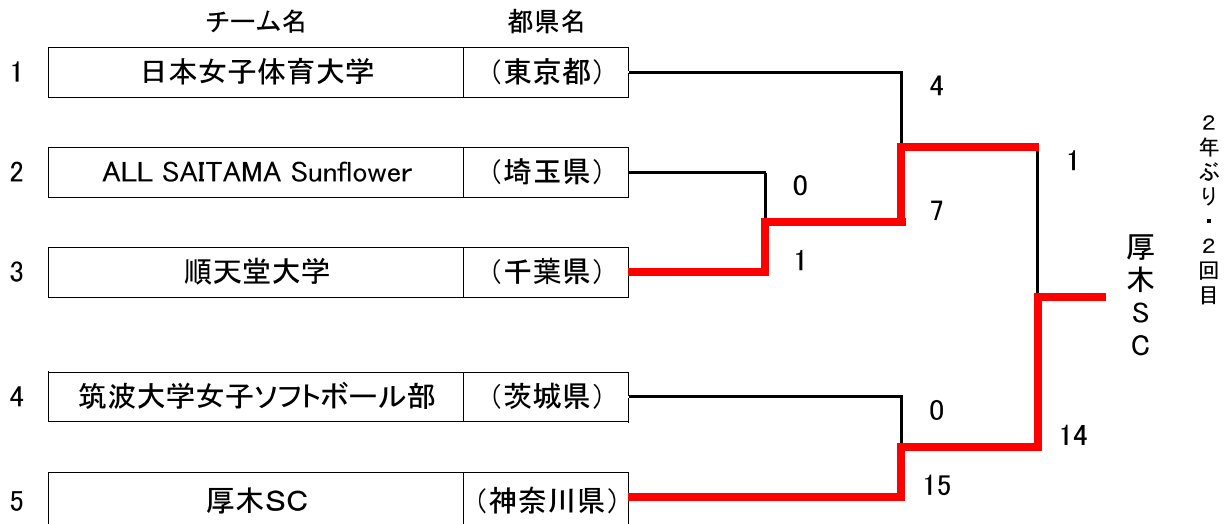 チーム名 都県名
1 日本女子体育大学 （東京都）
4
2 ALL SAITAMA Sunflower （埼玉県）
0
1
7
3 順天堂大学 （千葉県）
1
4 筑波大学女子ソフトボール部 （茨城県）
0
14
5 厚木SC （神奈川県）
15
厚木SC
2年ぶり・2回目